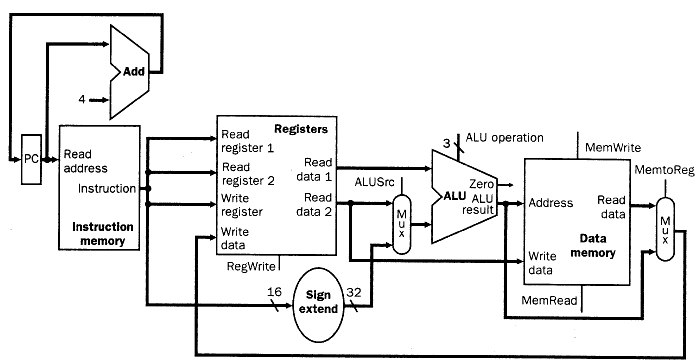 Add
4
PC
Read
address
Instruction
Instruction
memory
Registers
Read
register 1
Read
register 2
Write
register
Write
data
Read
data 1
Read
data 2
RegWrite
16
Sign
extend
32
ALUSrc
Mux
3
ALU operation
Zero
ALU
ALU
result
MemWrite
Address
Read
data
Data
memory
Write
data
MemRead
MemtoReg
Mux